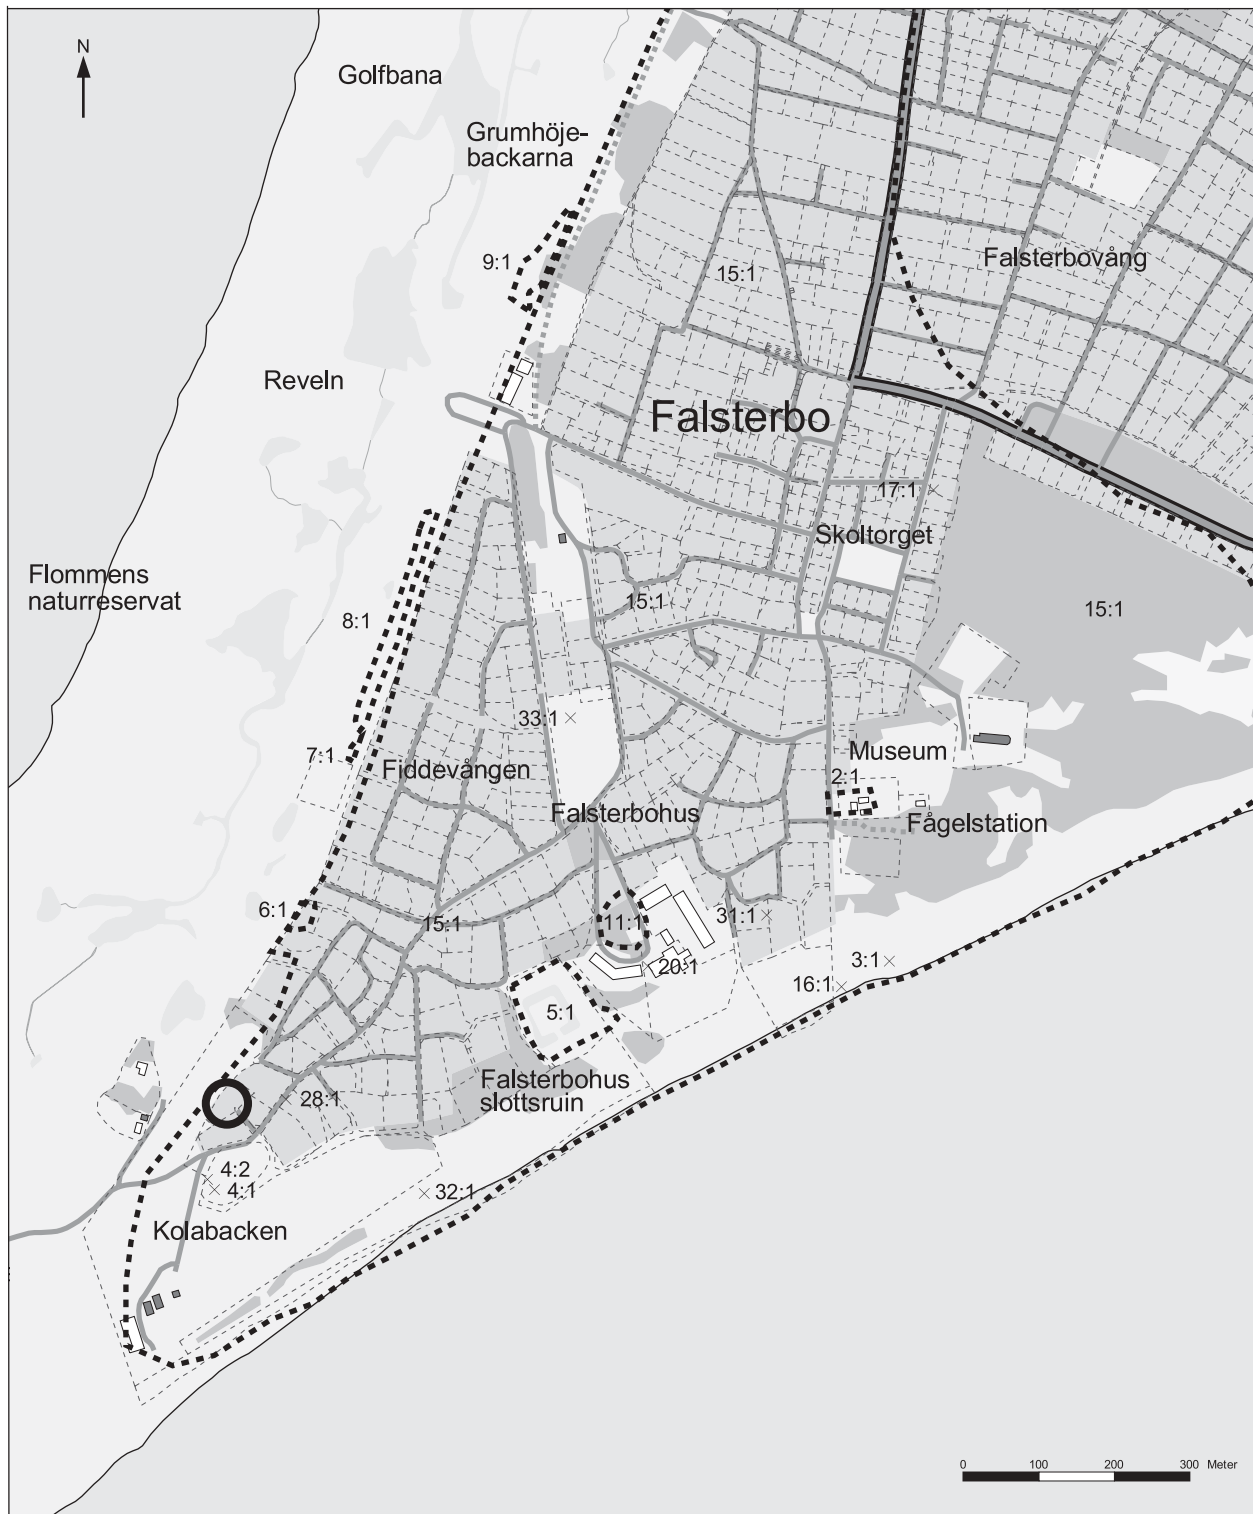 N
Golfbana
Grumhöje-
backarna
9:1
15:1
Falsterbovång
Reveln
Falsterbo
17:1
Skoltorget
Flommens
naturreservat
8:1
15:1
15:1
33:1
7:1
Fiddevången
Museum
2:1
Falsterbohus
Fågelstation
6:1
15:1
11:1
31:1
20:1
3:1
16:1
5:1
Falsterbohus
slottsruin
28:1
4:2
4:1
32:1
Kolabacken
0 100 200 300 Meter